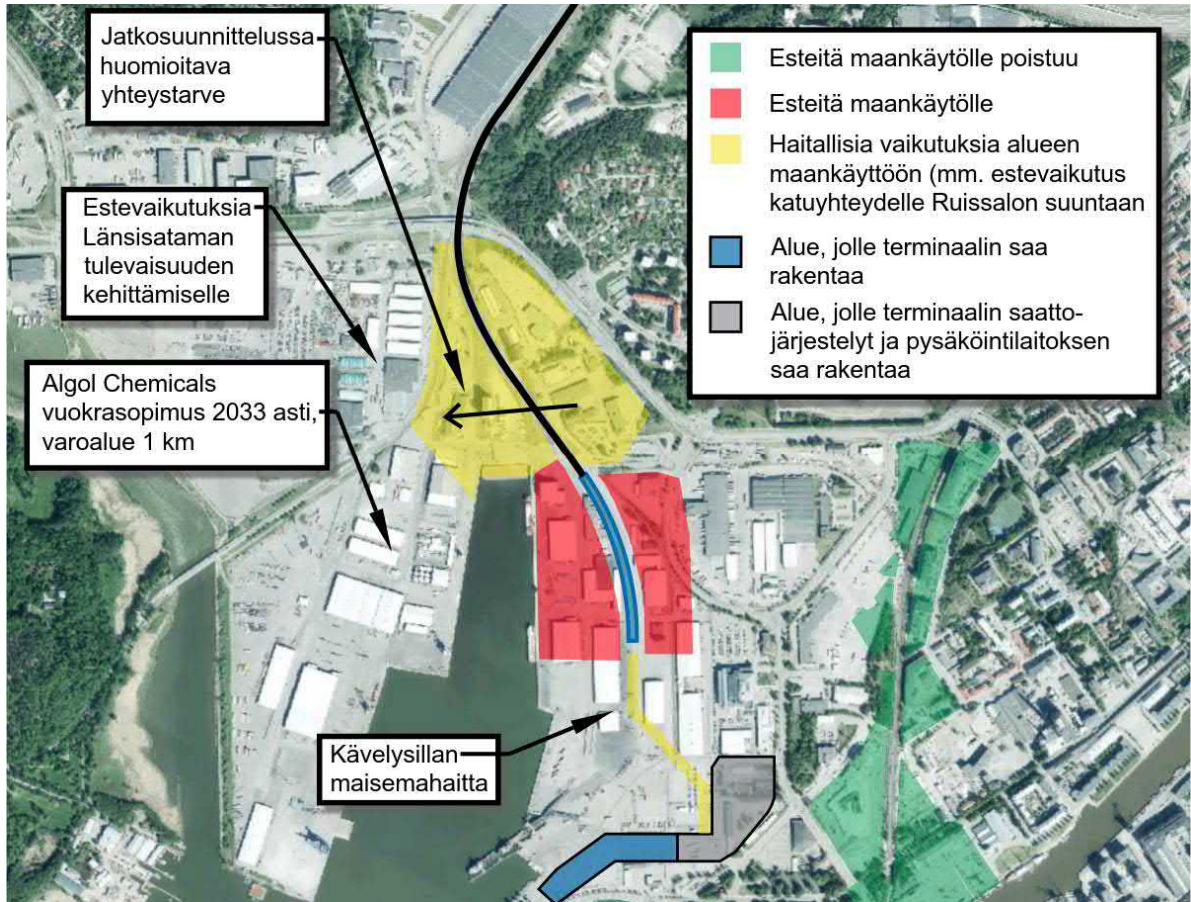 Jatkosuunnittelussa
huomioitava
yhteystarve
Estevaikutuksia
Länsisataman
tulevaisuuden
kehittämiselle
Algol Chemicals
vuokrasopimus 2033 asti,
varoalue 1 km
Kävelysillan
maisemahaitta
Esteitä maankäytölle poistuu
Esteitä maankäytölle
Haitallisia vaikutuksia alueen
maankäyttöön (mm. estevaikutus
katuyhteydelle Ruissalon suuntaan
Alue, jolle terminaalin saa
rakentaa
Alue, jolle terminaalin saatto-
järjestelyt ja pysäköintilaitoksen
saa rakentaa